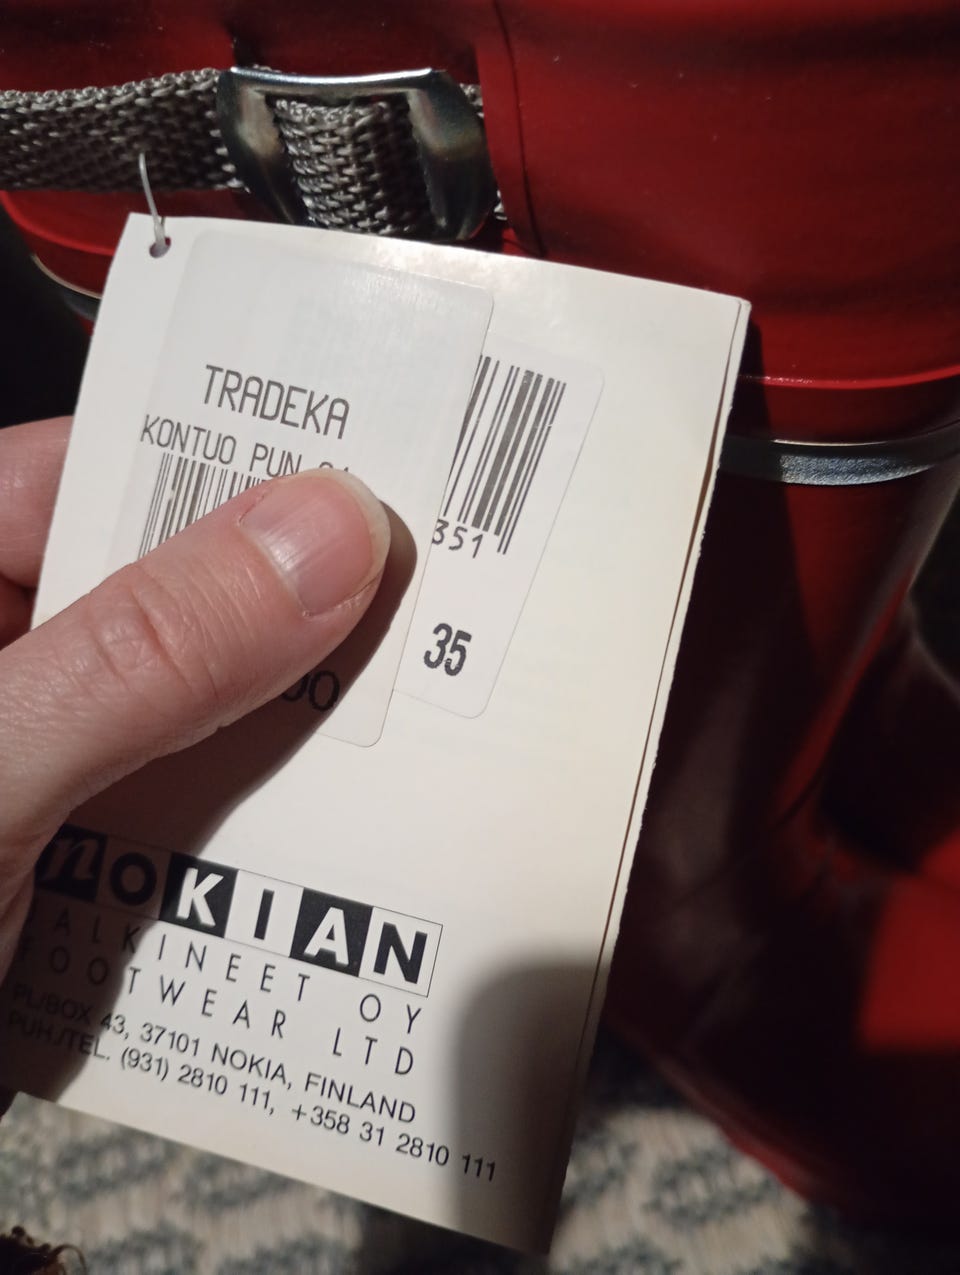 TRADEKA
KONTUO PUN
351
35
00
nOKIAN
JALKINEET OY
FOOTWEAR LTD
PL/BOX 43, 37101 NOKIA, FINLAND
PUH./TEL. (931) 2810 111, +358 31 2810 111